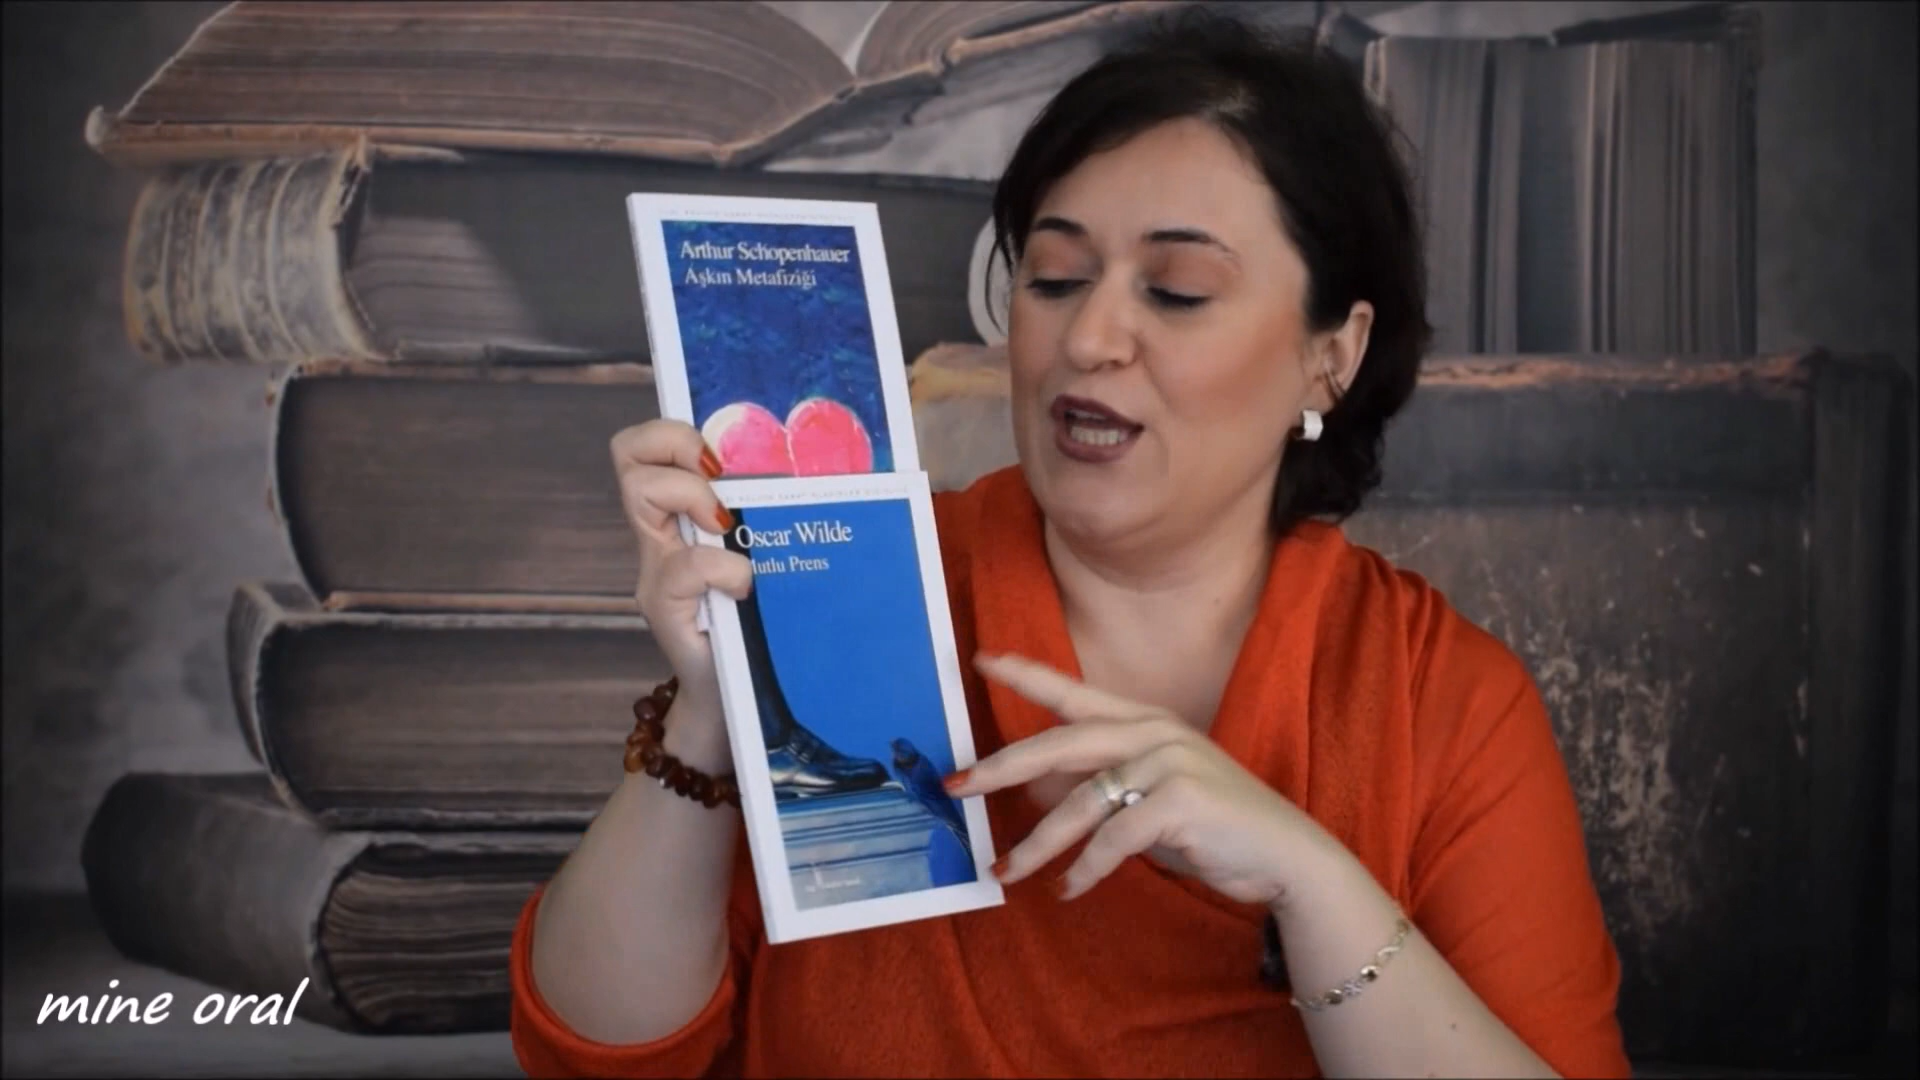 Arthur Schopenhauer
Aşkın Metafiziği
Oscar Wilde
Mutlu Prens
mine oral